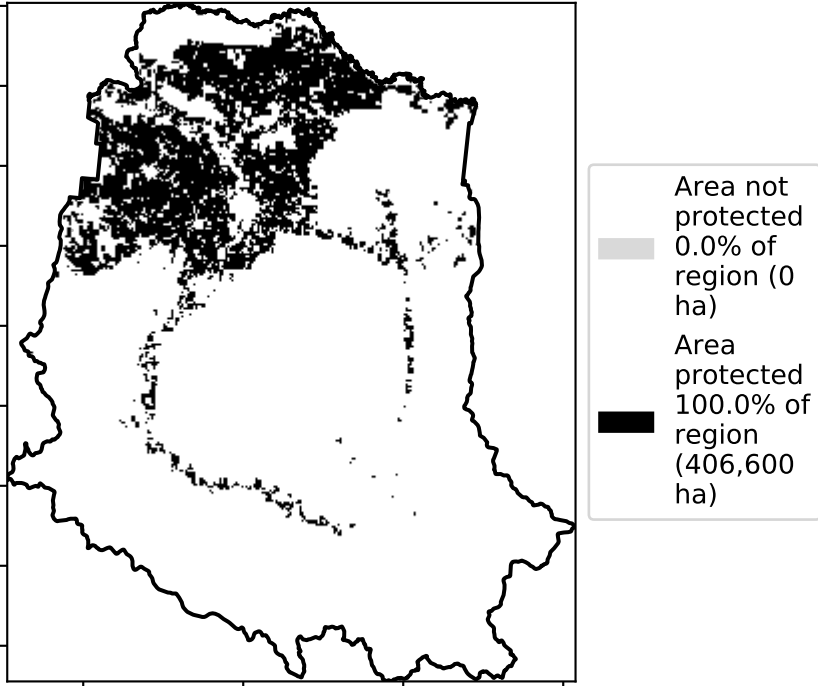 Area not
protected
0.0% of
region (0
ha)
Area
protected
100.0% of
region
(406,600
ha)